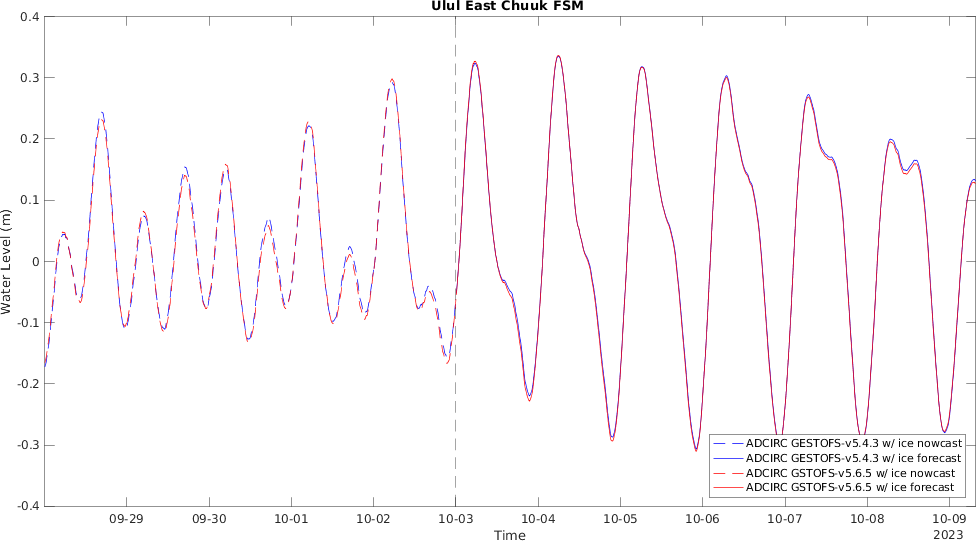 Ulul East Chuuk FSM
0.4
0.3
0.2
0.1
0
-0.1
-0.2
-0.3
-0.4
Water Level (m)
ADCIRC GESTOFS-v5.4.3 w/ ice nowcast
ADCIRC GESTOFS-v5.4.3 w/ ice forecast
ADCIRC GSTOFS-v5.6.5 w/ ice nowcast
ADCIRC GSTOFS-v5.6.5 w/ ice forecast
09-29 09-30 10-01 10-02 10-03 10-04 10-05 10-06 10-07 10-08 10-09
2023
Time